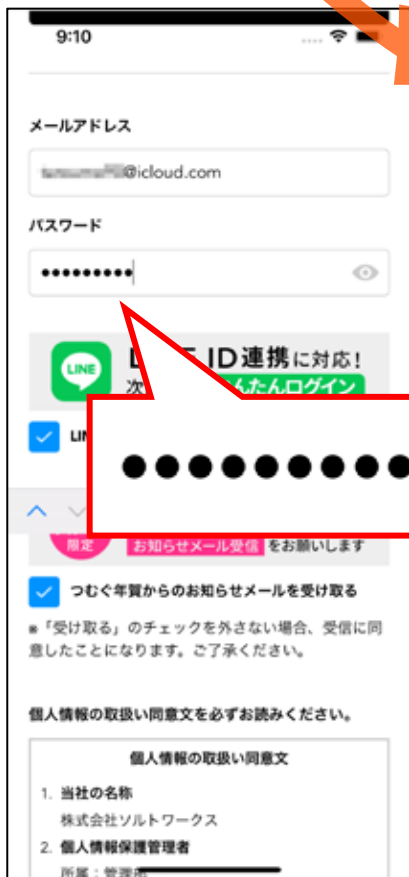 9:10
メールアドレス
@icloud.com
パスワード
●●●●●●●●●
LINE
ID連携に対応!
次
かんたんログイン
●●●●●●●●●
限定
お知らせメール受信 をお願いします
つむぐ年賀からのお知らせメールを受け取る
※「受け取る」のチェックを外さない場合、受信に同
意したことになります。ご了承ください。
個人情報の取扱い同意文を必ずお読みください。
個人情報の取扱い同意文
1. 当社の名称
株式会社ソルトワークス
2. 個人情報保護管理者
所属:管理部